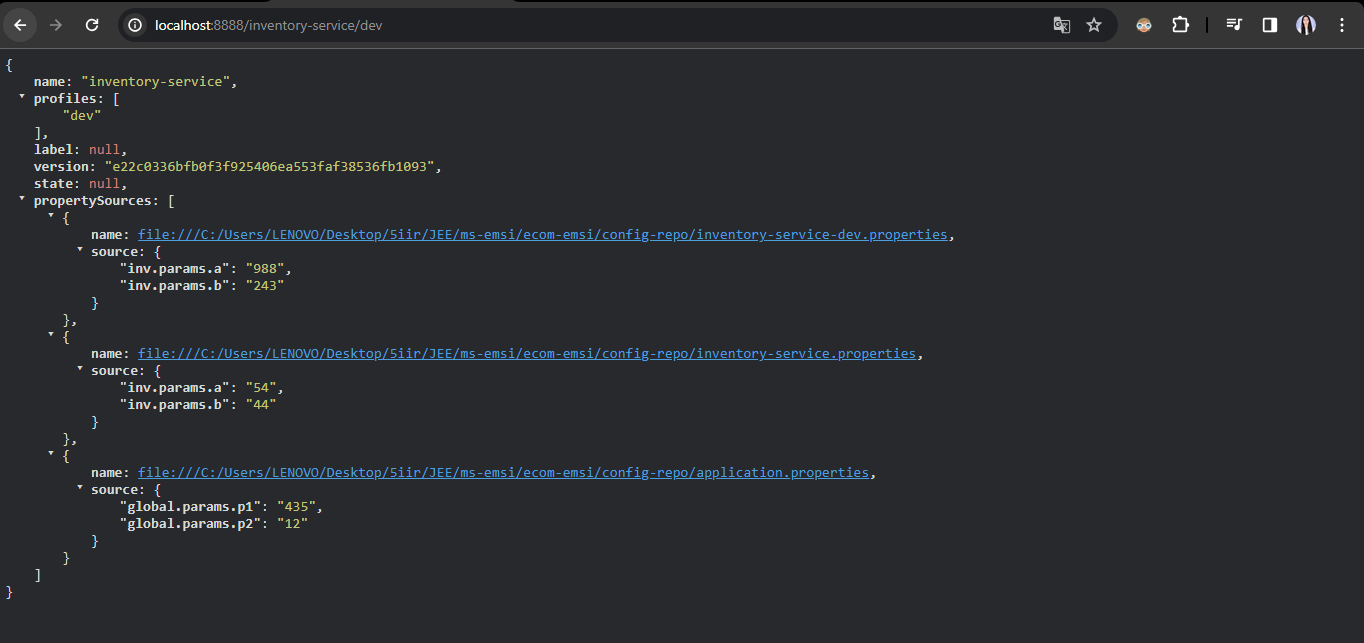 localhost:8888/inventory-service/dev
{
name: "inventory-service",
profiles: [
"dev"
],
label: null,
version: "e22c0336bfb0f3f925406ea553faf38536fb1093",
state: null,
propertySources: [
{
name: file:///C:/Users/LENOVO/Desktop/5iir/JEE/ms-emsi/ecom-emsi/config-repo/inventory-service-dev.properties,
source: {
"inv.params.a": "988",
"inv.params.b": "243"
}
},
{
name: file:///C:/Users/LENOVO/Desktop/5iir/JEE/ms-emsi/ecom-emsi/config-repo/inventory-service.properties,
source: {
"inv.params.a": "54",
"inv.params.b": "44"
}
},
{
name: file:///C:/Users/LENOVO/Desktop/5iir/JEE/ms-emsi/ecom-emsi/config-repo/application.properties,
source: {
"global.params.p1": "435",
"global.params.p2": "12"
}
}
]
}